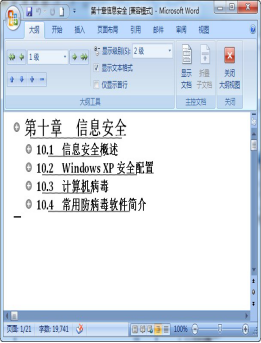 第十章信息安全 [兼容模式] - Microsoft Word
大纲 开始 插入 页面布局 引用 邮件 审阅 视图
1 级
显示级别(S): 2 级
显示文本格式
仅显示首行
显示文档
折叠子文档
关闭大纲视图
大纲工具 主控文档 关闭
第十章 信息安全
10.1 信息安全概述
10.2 Windows XP 安全配置
10.3 计算机病毒
10.4 常用防病毒软件简介
页面: 1/21 字数: 19,741 100%